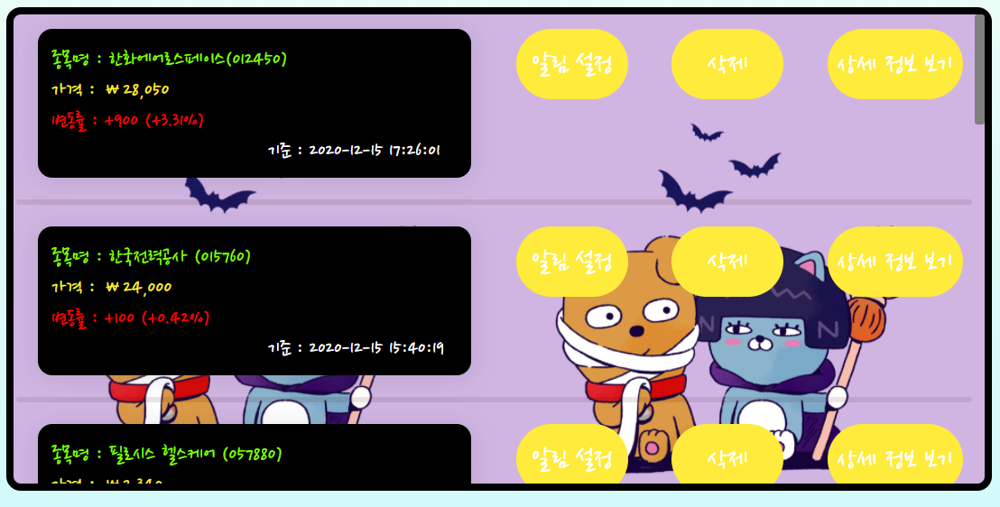 종목명 : 한화에어로스페이스(012450)
가격 : ₩ 28,050
변동률 : +900 (+3.31%)
기준 : 2020-12-15 17:26:01
알림 설정
삭제
상세 정보 보기
종목명 : 한국전력공사 (015760)
가격 : ₩ 24,000
변동률 : +100 (+0.42%)
기준 : 2020-12-15 15:40:19
알림 설정
삭제
상세 정보 보기
N
N
종목명 : 필로시스 헬스케어 (057880)
알림 설정
삭제
상세 정보 보기